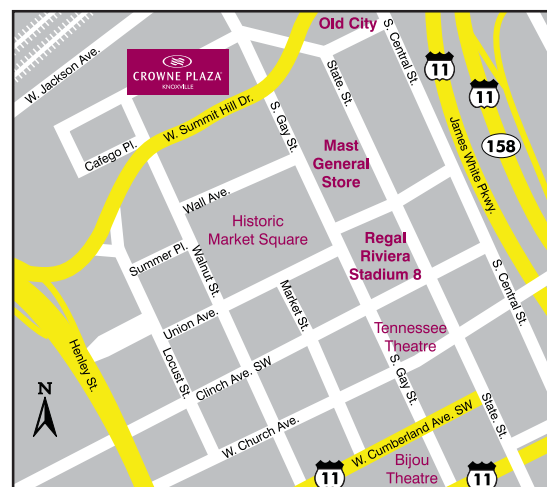 Old City
S. Central St.
11
W. Jackson Ave.
CROWNE PLAZA
KNOXVILLE
State. St.
11
W. Summit Hill Dr.
S. Gay St.
158
Cafego Pl.
Mast
General
Store
James White Pkwy.
Wall Ave.
Historic
Market Square
Regal
Riviera
Stadium 8
Summer Pl.
Walnut St.
S. Central St.
Market St.
Union Ave.
Tennessee
Theatre
Henley St.
Locust St.
Clinch Ave. SW
S. Gay St.
N
State. St.
W. Church Ave.
W. Cumberland Ave. SW
Bijou
Theatre
11
11